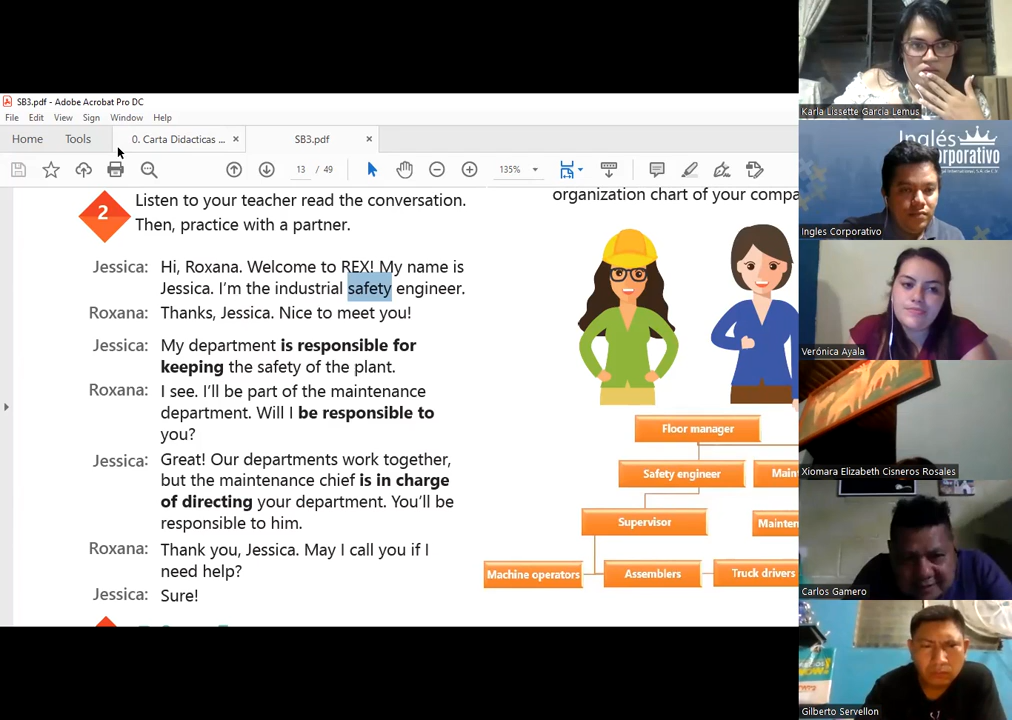 SB3.pdf - Adobe Acrobat Pro DC
File Edit View Sign Window Help
Home Tools 0. Carta Didacticas ... × SB3.pdf ×
13 / 49 135%
2
Listen to your teacher read the conversation.
Then, practice with a partner.
Jessica: Hi, Roxana. Welcome to REX! My name is
Jessica. I'm the industrial safety engineer.
Roxana: Thanks, Jessica. Nice to meet you!
Jessica: My department is responsible for
keeping the safety of the plant.
Roxana: I see. I'll be part of the maintenance
department. Will I be responsible to
you?
Jessica: Great! Our departments work together,
but the maintenance chief is in charge
of directing your department. You'll be
responsible to him.
Roxana: Thank you, Jessica. May I call you if I
need help?
Jessica: Sure!
organization chart of your compa
Floor manager
Safety engineer
Main
Supervisor
Mainten
Machine operators
Assemblers
Truck drivers
Karla Lissette Garcia Lemus
Inglés
orporativo
Ingles Corporativo
Verónica Ayala
Xiomara Elizabeth Cisneros Rosales
Carlos Gamero
Gilberto Servellon